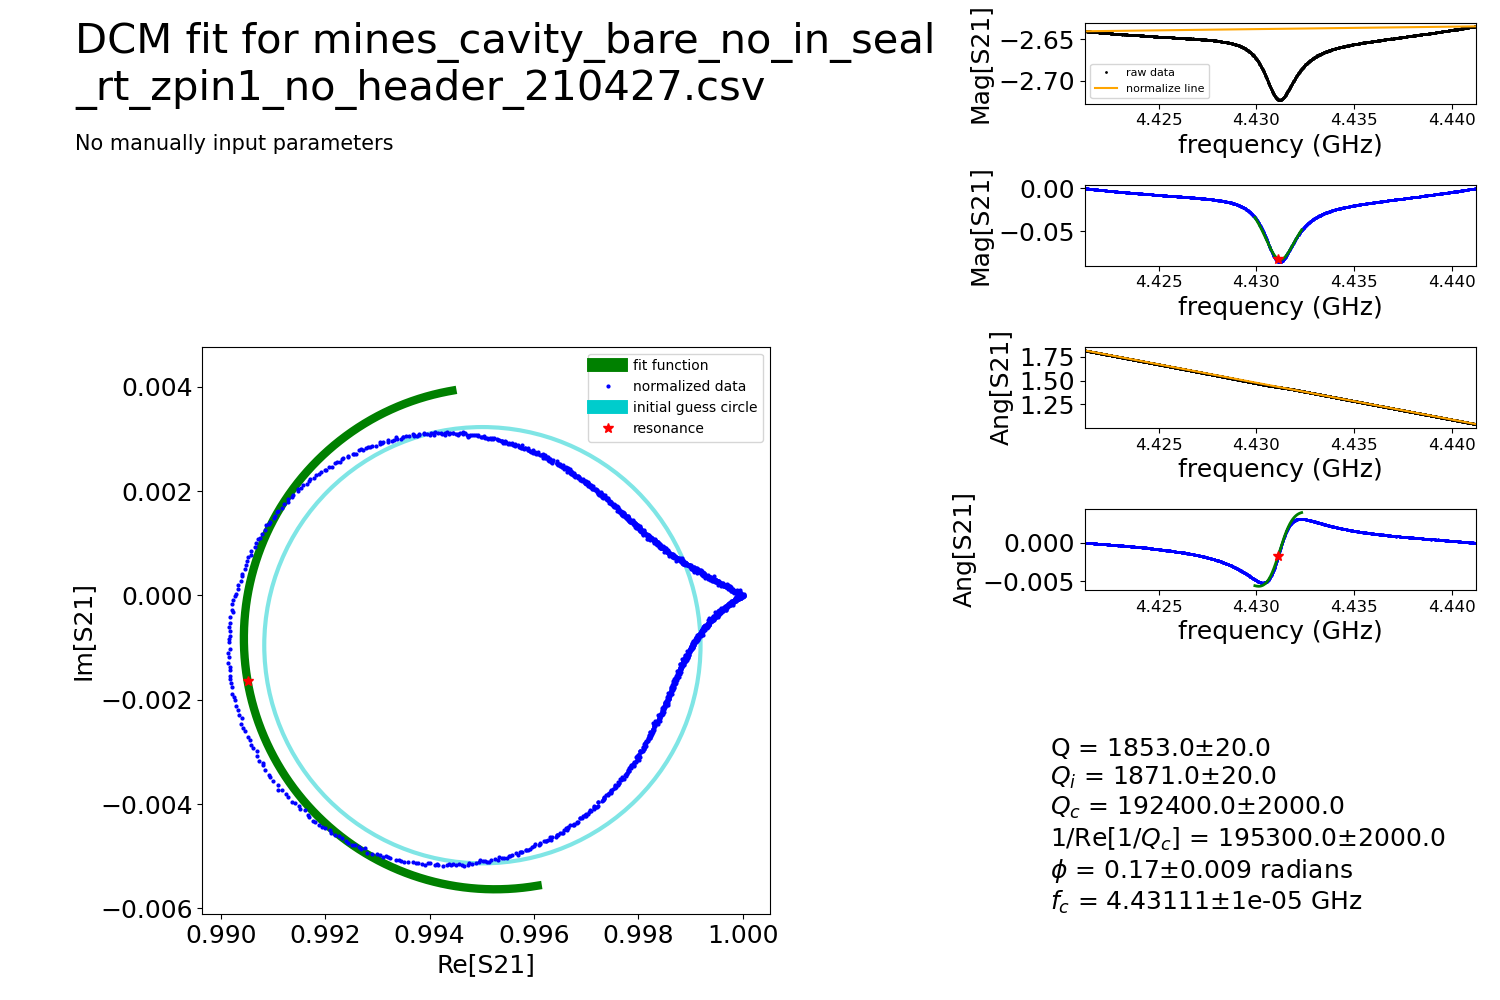 DCM fit for mines_cavity_bare_no_in_seal
_rt_zpin1_no_header_210427.csv
No manually input parameters
Mag[S21]
−2.65
−2.70
raw data
normalize line
4.425 4.430 4.435 4.440
frequency (GHz)
Mag[S21]
0.00
−0.05
4.425 4.430 4.435 4.440
frequency (GHz)
Ang[S21]
1.75
1.50
1.25
4.425 4.430 4.435 4.440
frequency (GHz)
Ang[S21]
0.000
−0.005
4.425 4.430 4.435 4.440
frequency (GHz)
fit function
normalized data
initial guess circle
resonance
Im[S21]
0.004
0.002
0.000
−0.002
−0.004
−0.006
0.990 0.992 0.994 0.996 0.998 1.000
Re[S21]
Q = 1853.0±20.0
Q_i = 1871.0±20.0
Q_c = 192400.0±2000.0
1/Re[1/Q_c] = 195300.0±2000.0
ϕ = 0.17±0.009 radians
f_c = 4.43111±1e-05 GHz